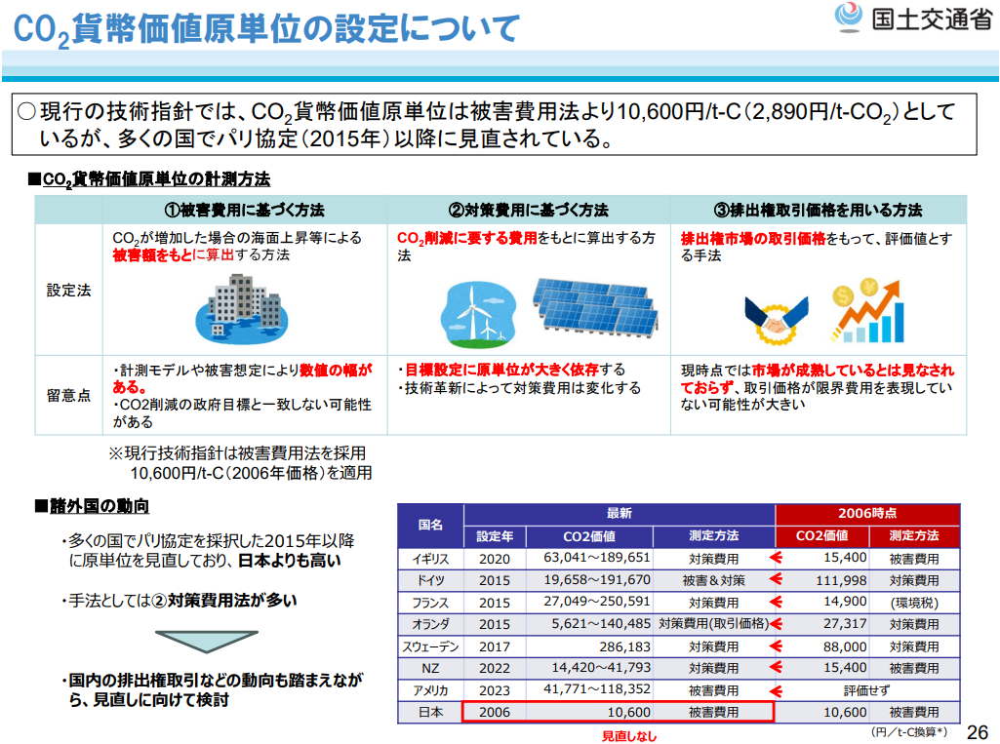 CO2貨幣価値原単位の設定について
国土交通省
○現行の技術指針では、CO2貨幣価値原単位は被害費用法より10,600円/t-C（2,890円/t-CO2）として
いるが、多くの国でパリ協定（2015年）以降に見直されている。
■CO2貨幣価値原単位の計測方法
①被害費用に基づく方法 ②対策費用に基づく方法 ③排出権取引価格を用いる方法
設定法
CO2が増加した場合の海面上昇等による
被害額をもとに算出する方法
CO2削減に要する費用をもとに算出する方
法
排出権市場の取引価格をもって、評価値とす
る手法
留意点
・計測モデルや被害想定により数値の幅が
ある。
・CO2削減の政府目標と一致しない可能性
がある
・目標設定に原単位が大きく依存する
・技術革新によって対策費用は変化する
現時点では市場が成熟しているとは見なされ
ておらず、取引価格が限界費用を表現してい
ない可能性が大きい
※現行技術指針は被害費用法を採用
10,600円/t-C（2006年価格）を適用
■諸外国の動向
・多くの国でパリ協定を採択した2015年以降
に原単位を見直しており、日本よりも高い
・手法としては②対策費用法が多い
・国内の排出権取引などの動向も踏まえなが
ら、見直しに向けて検討
国名 最新 2006時点
設定年 CO2価値 測定方法 CO2価値 測定方法
イギリス 2020 63,041～189,651 対策費用 15,400 被害費用
ドイツ 2015 19,658～191,670 被害＆対策 111,998 対策費用
フランス 2015 27,049～250,591 対策費用 14,900 (環境税)
オランダ 2015 5,621～140,485 対策費用(取引価格) 27,317 対策費用
スウェーデン 2017 286,183 対策費用 88,000 対策費用
NZ 2022 14,420～41,793 対策費用 15,400 被害費用
アメリカ 2023 41,771～118,352 被害費用 評価せず
日本 2006 10,600 被害費用 10,600 被害費用
見直しなし
（円／t-C換算*）
26